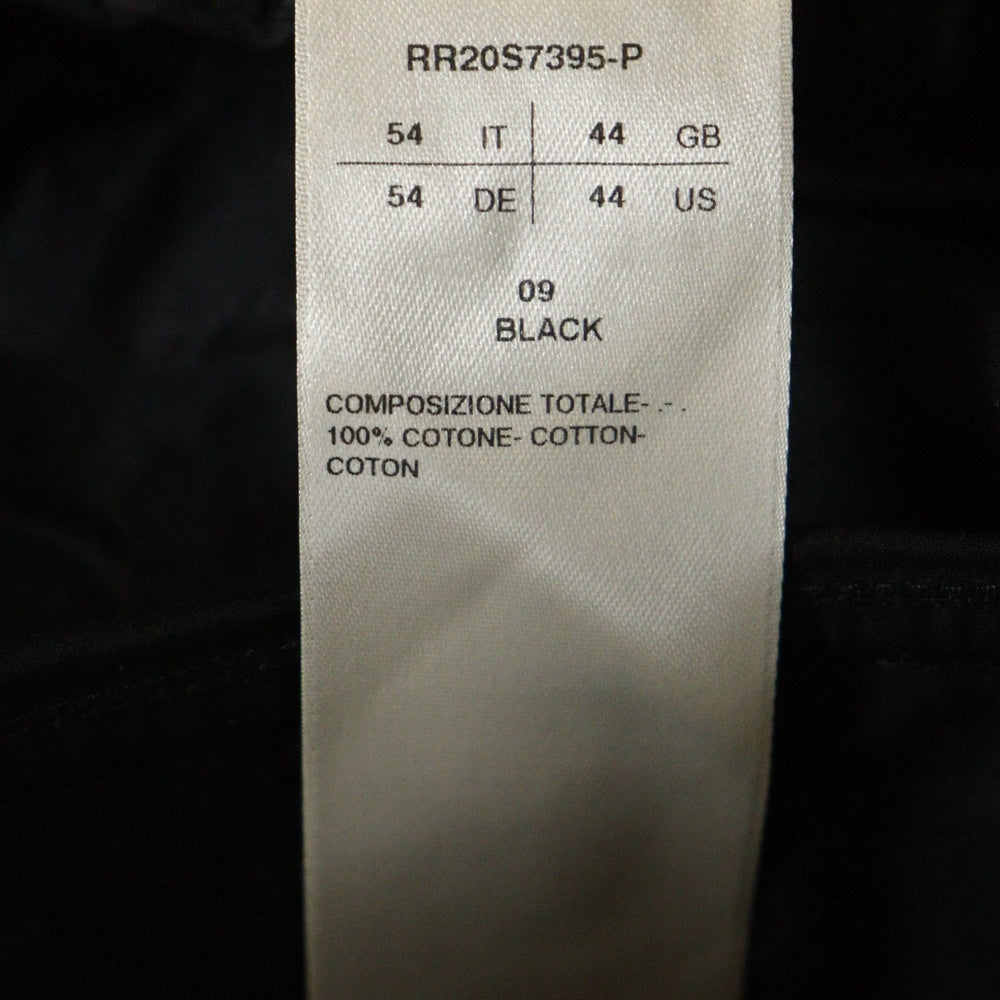 RR20S7395-P
54 IT 44 GB
54 DE 44 US
09
BLACK
COMPOSIZIONE TOTALE- .- .
100% COTONE- COTTON-
COTON